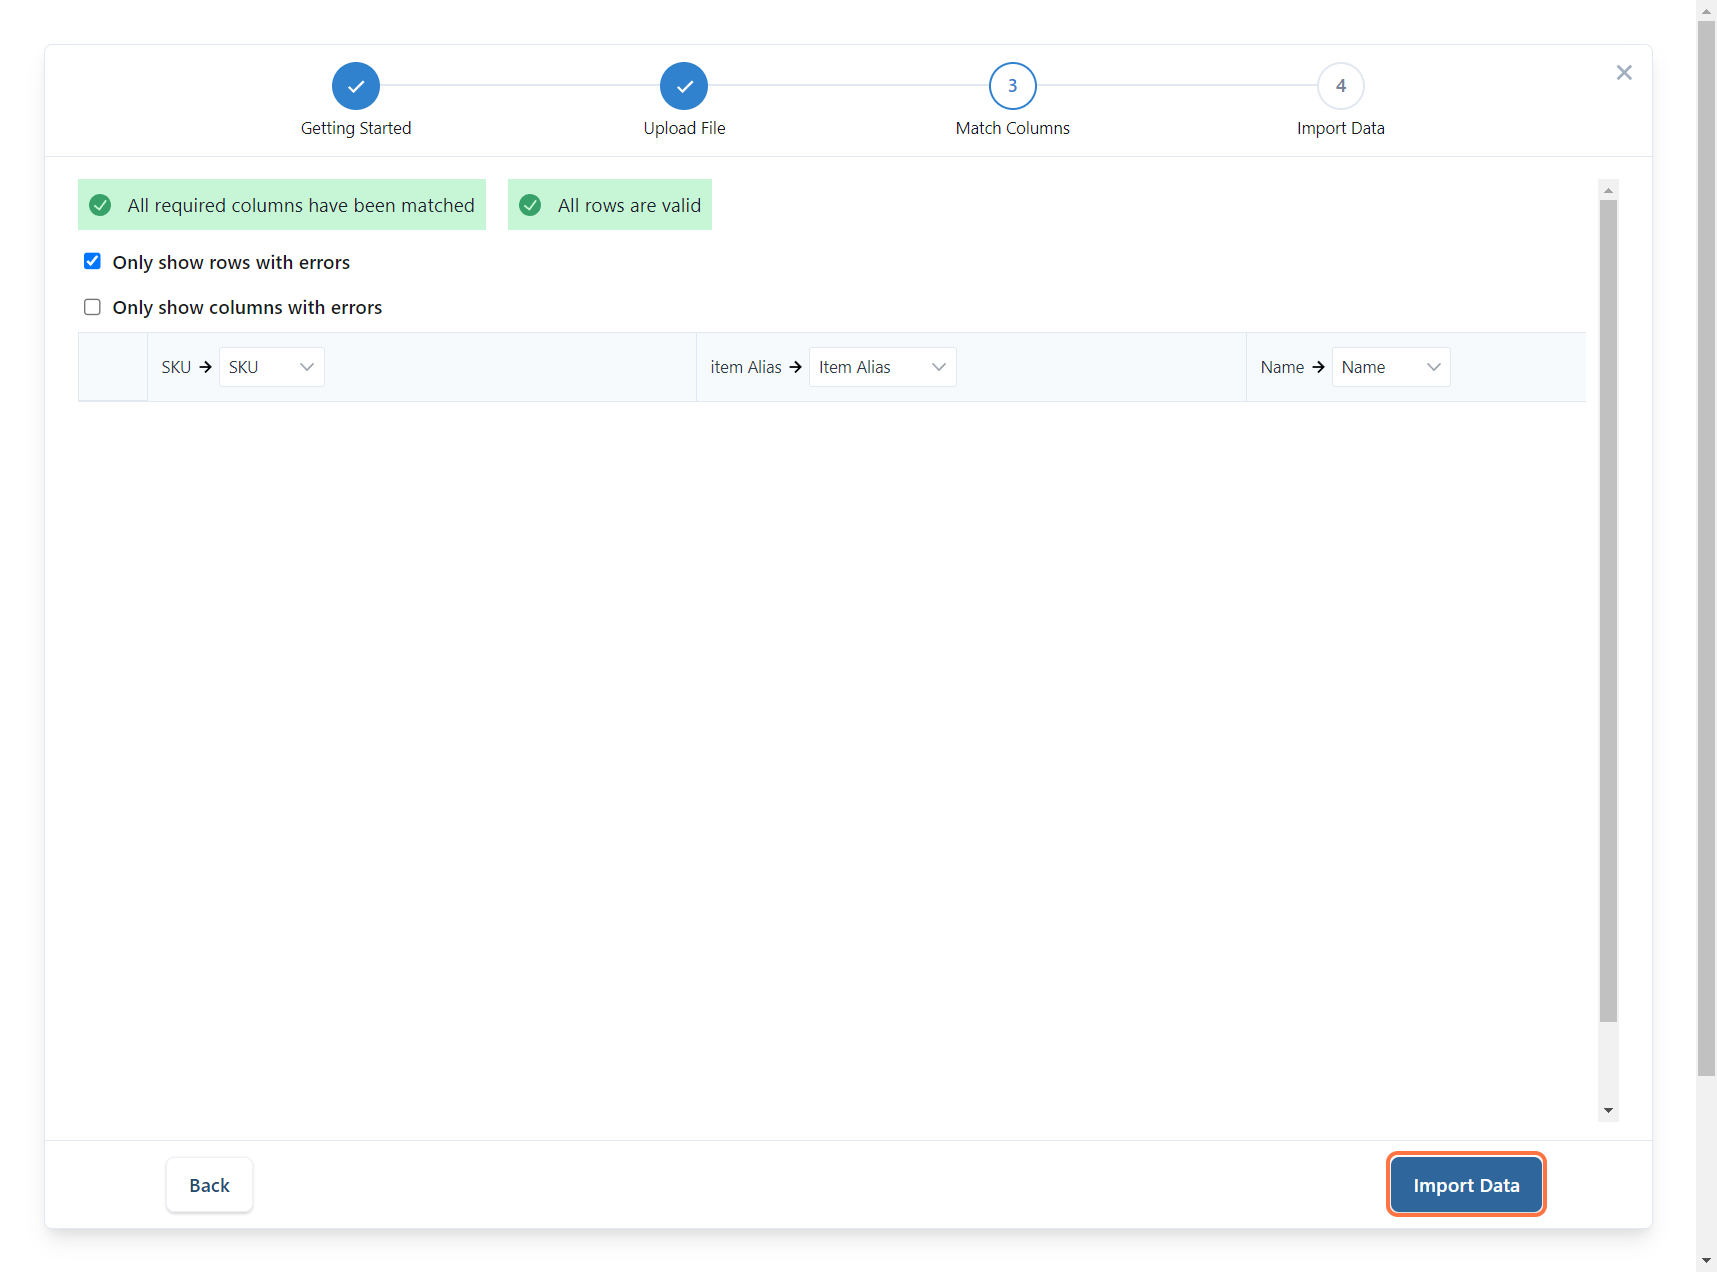 3
4
Getting Started
Upload File
Match Columns
Import Data
All required columns have been matched
All rows are valid
Only show rows with errors
Only show columns with errors
SKU → SKU
item Alias → Item Alias
Name → Name
Back
Import Data